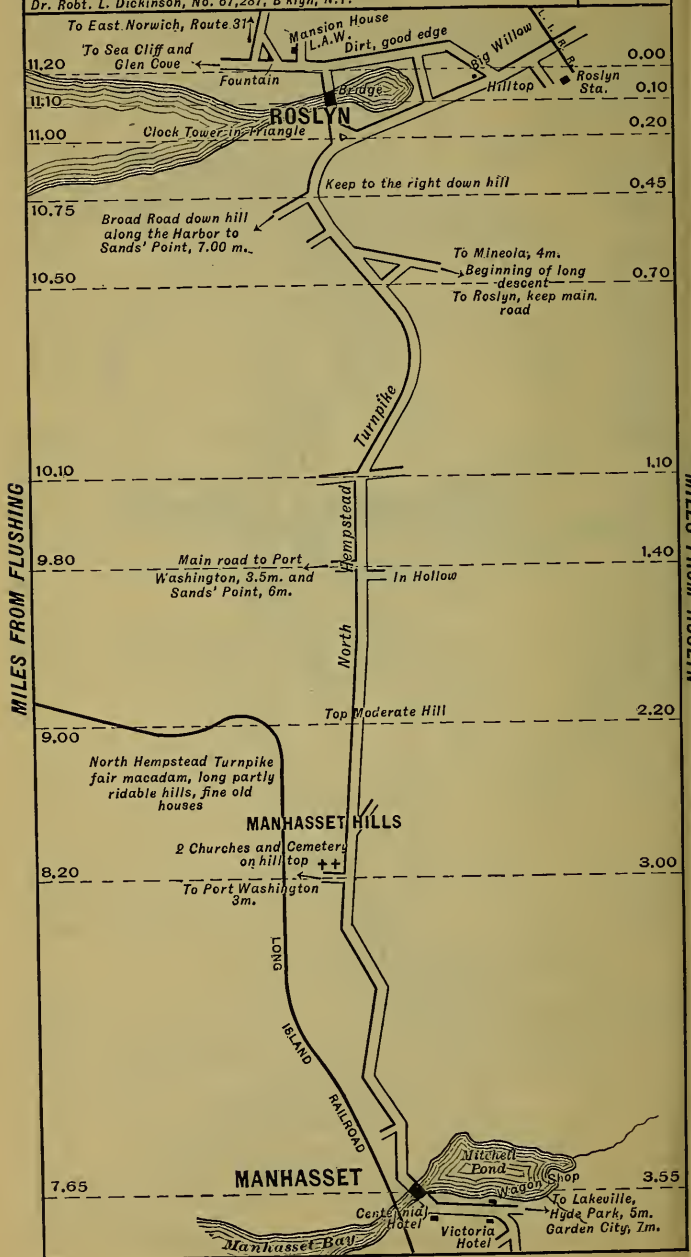 Dr. Robt. L. Dickinson, No. 67,287, B'klyn, N.Y.
To East Norwich, Route 31
Mansion House
L.A.W.
Dirt, good edge
Big Willow
L. I. R. R.
To Sea Cliff and
Glen Cove
Fountain
Hilltop
Roslyn
Sta.
11.20
0.00
Bridge
11.10
0.10
ROSLYN
Clock Tower in Triangle
11.00
0.20
Keep to the right down hill
10.75
0.45
Broad Road down hill
along the Harbor to
Sands' Point, 7.00 m.
To Mineola, 4m.
Beginning of long
descent
To Roslyn, keep main
road
10.50
0.70
North Hempstead Turnpike
10.10
1.10
MILES FROM FLUSHING
Main road to Port
Washington, 3.5m. and
Sands' Point, 6m.
9.80
1.40
In Hollow
Top Moderate Hill
9.00
2.20
North Hempstead Turnpike
fair macadam, long partly
ridable hills, fine old
houses
MANHASSET HILLS
2 Churches and Cemetery
on hill top
8.20
3.00
To Port Washington
3m.
LONG ISLAND RAILROAD
Mitchell
Pond
Wagon Shop
MANHASSET
7.65
3.55
To Lakeville,
Hyde Park, 5m.
Garden City, 7m.
Centennial
Hotel
Victoria
Hotel
Manhasset Bay